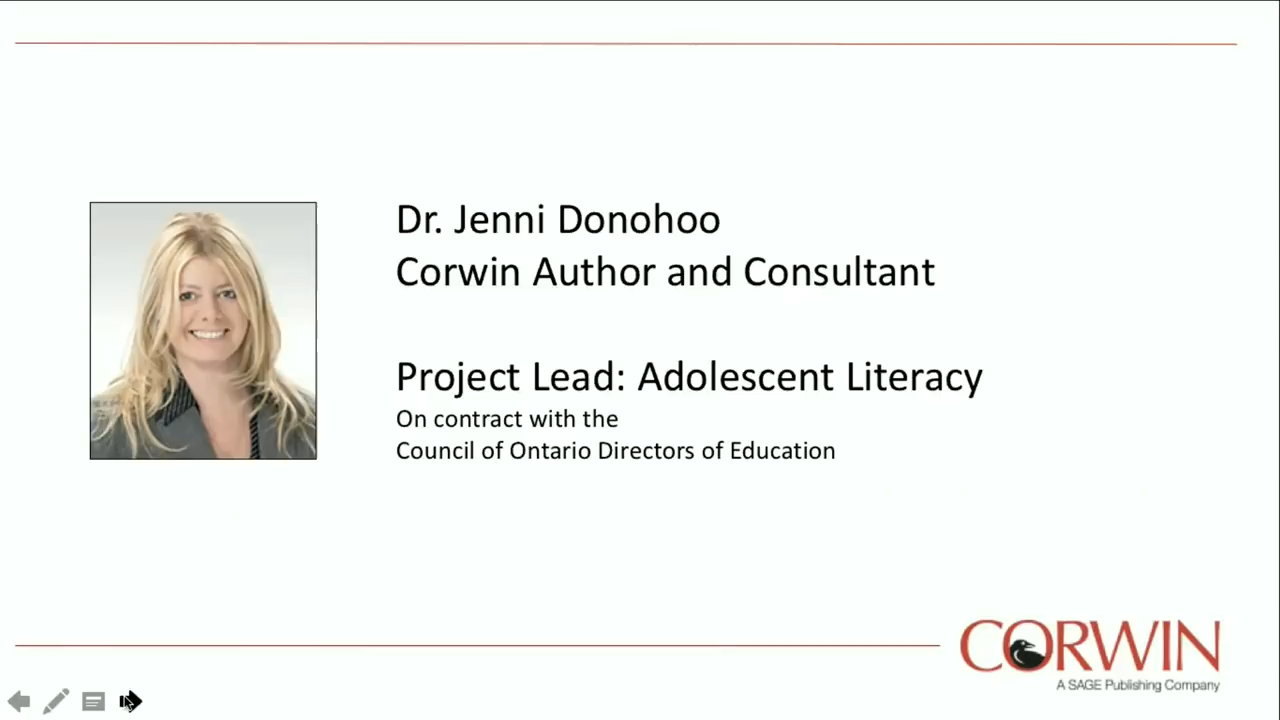 Dr. Jenni Donohoo
Corwin Author and Consultant
Project Lead: Adolescent Literacy
On contract with the
Council of Ontario Directors of Education
CORWIN
A SAGE Publishing Company